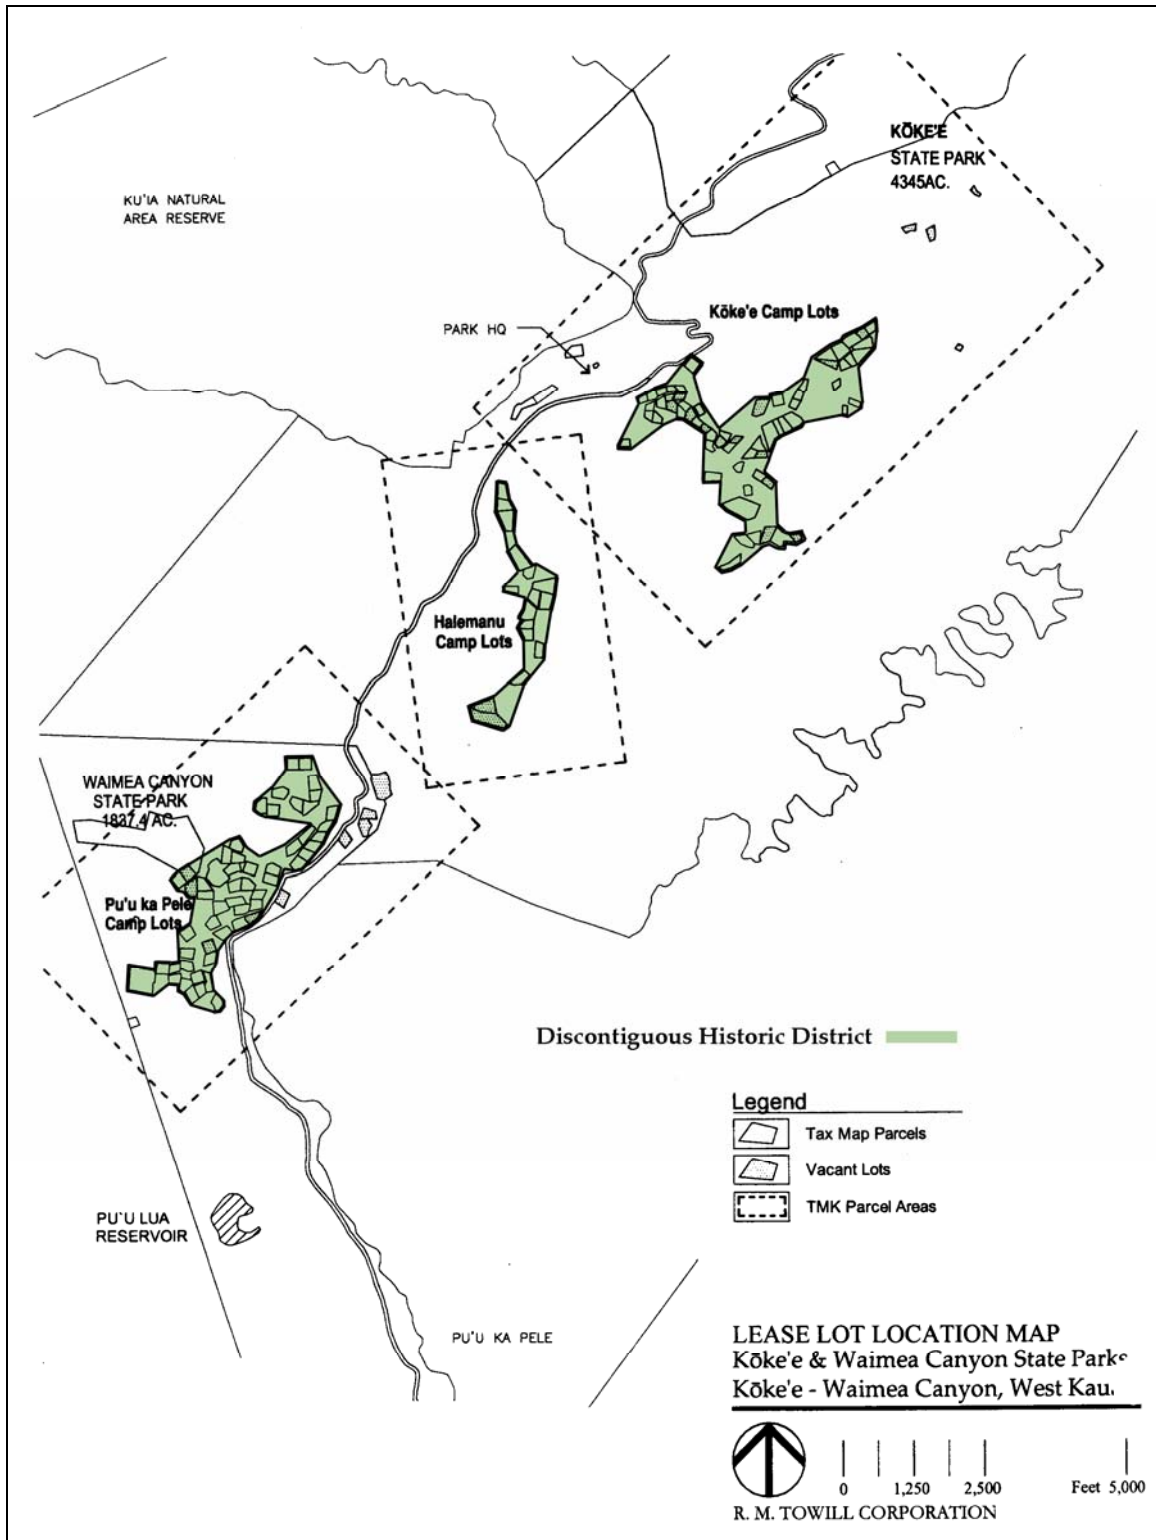 KŌKE'E
STATE PARK
4345AC.
KU'IA NATURAL
AREA RESERVE
Kōke'e Camp Lots
PARK HQ
Halemanu
Camp Lots
WAIMEA CANYON
STATE PARK
1837.4 AC.
Pu'u ka Pele
Camp Lots
Discontiguous Historic District
Legend
Tax Map Parcels
Vacant Lots
TMK Parcel Areas
PU'U LUA
RESERVOIR
PU'U KA PELE
LEASE LOT LOCATION MAP
Kōke'e & Waimea Canyon State Parks
Kōke'e - Waimea Canyon, West Kau
0 1,250 2,500 Feet 5,000
R. M. TOWILL CORPORATION